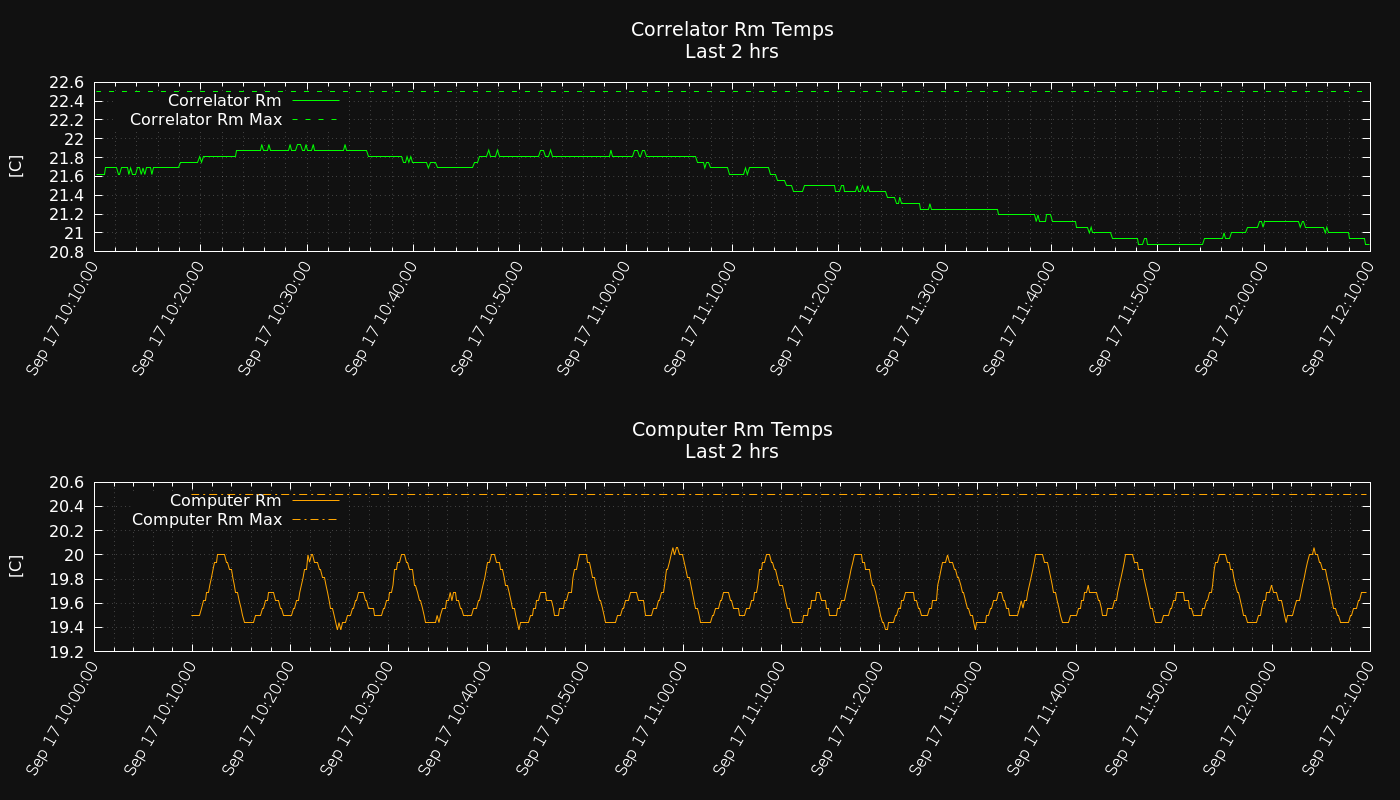 Correlator Rm Temps
Last 2 hrs
[C]
22.6
22.4
22.2
22
21.8
21.6
21.4
21.2
21
20.8
Correlator Rm
Correlator Rm Max
Sep 17 10:10:00
Sep 17 10:20:00
Sep 17 10:30:00
Sep 17 10:40:00
Sep 17 10:50:00
Sep 17 11:00:00
Sep 17 11:10:00
Sep 17 11:20:00
Sep 17 11:30:00
Sep 17 11:40:00
Sep 17 11:50:00
Sep 17 12:00:00
Sep 17 12:10:00
Computer Rm Temps
Last 2 hrs
[C]
20.6
20.4
20.2
20
19.8
19.6
19.4
19.2
Computer Rm
Computer Rm Max
Sep 17 10:00:00
Sep 17 10:10:00
Sep 17 10:20:00
Sep 17 10:30:00
Sep 17 10:40:00
Sep 17 10:50:00
Sep 17 11:00:00
Sep 17 11:10:00
Sep 17 11:20:00
Sep 17 11:30:00
Sep 17 11:40:00
Sep 17 11:50:00
Sep 17 12:00:00
Sep 17 12:10:00